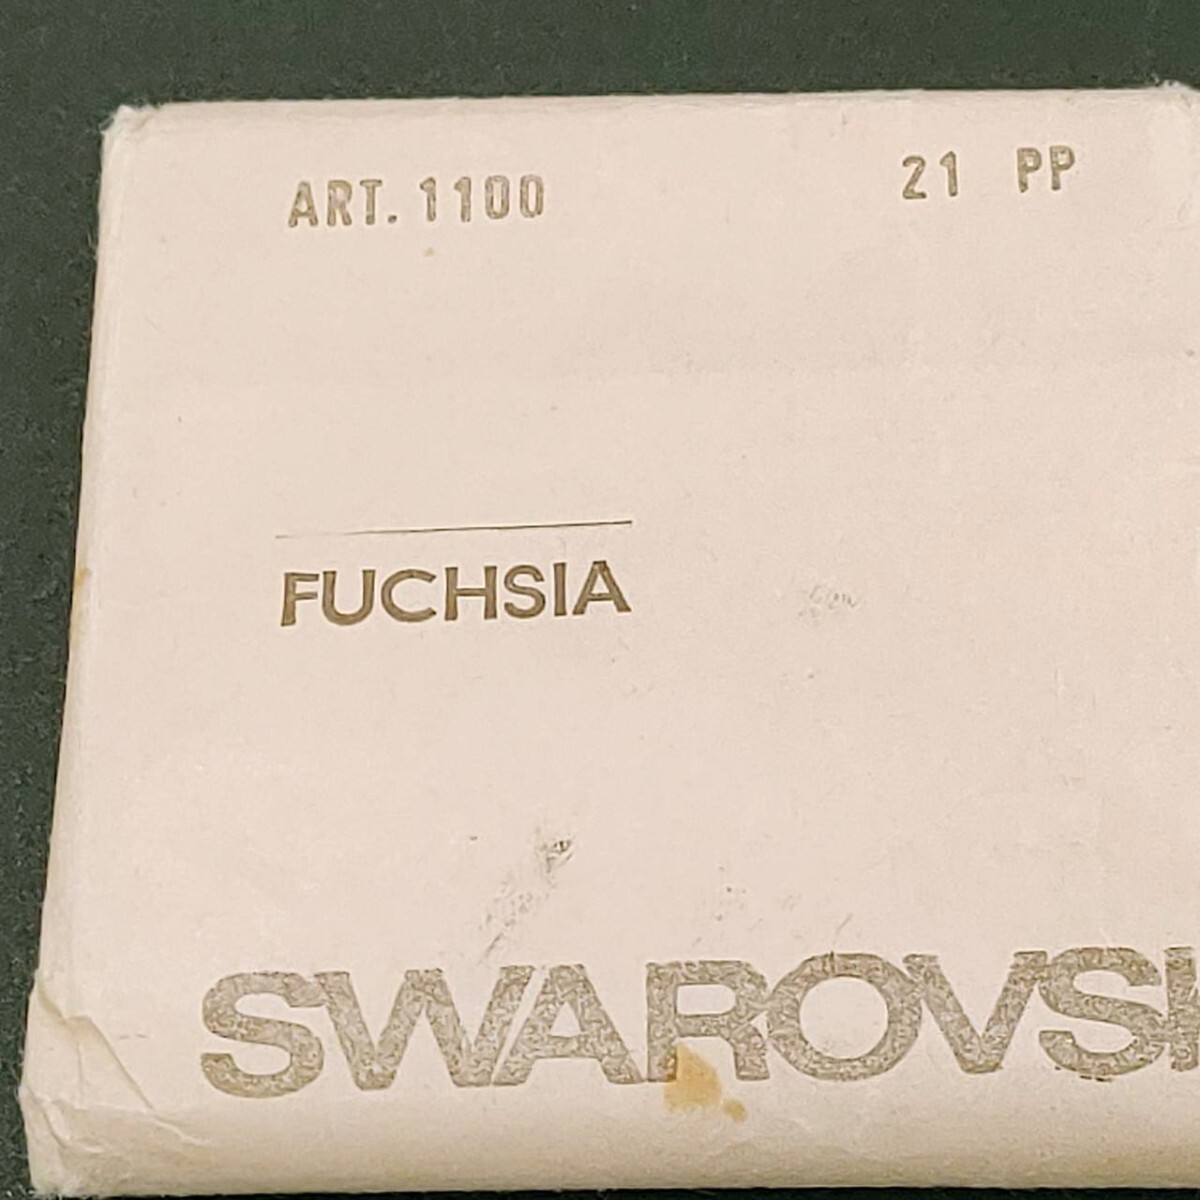 ART. 1100 21 PP
FUCHSIA
SWAROVSK